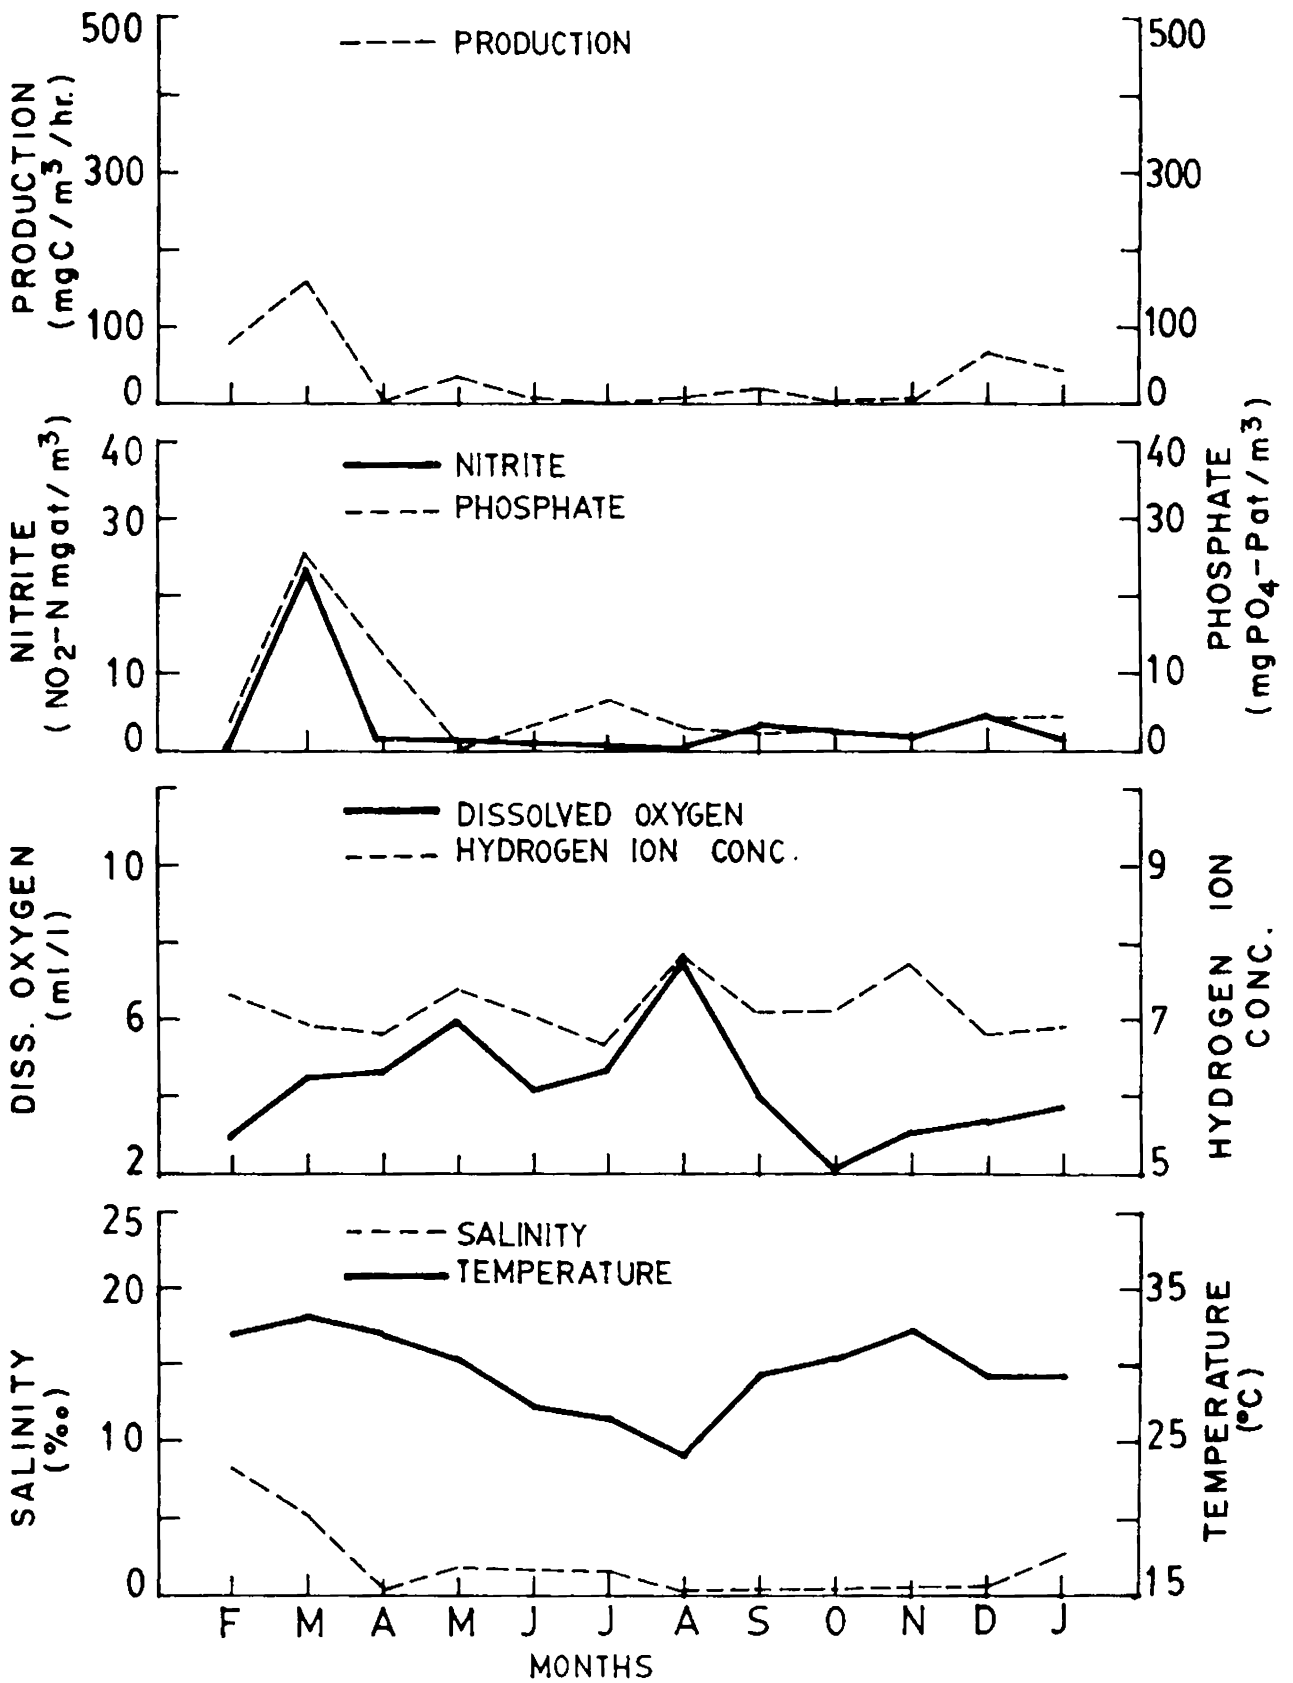 500
300
100
0
PRODUCTION
(mgC/m³/hr.)
PRODUCTION
500
300
100
0
40
30
10
0
NITRITE
(NO₂-N mgat/m³)
NITRITE
PHOSPHATE
40
30
10
0
PHOSPHATE
(mgPO₄-Pat/m³)
10
6
2
DISS. OXYGEN
(ml/l)
DISSOLVED OXYGEN
HYDROGEN ION CONC.
9
7
5
HYDROGEN ION
CONC.
25
20
10
0
SALINITY
(‰)
SALINITY
TEMPERATURE
35
25
15
TEMPERATURE
(°C)
F M A M J J A S O N D J
MONTHS